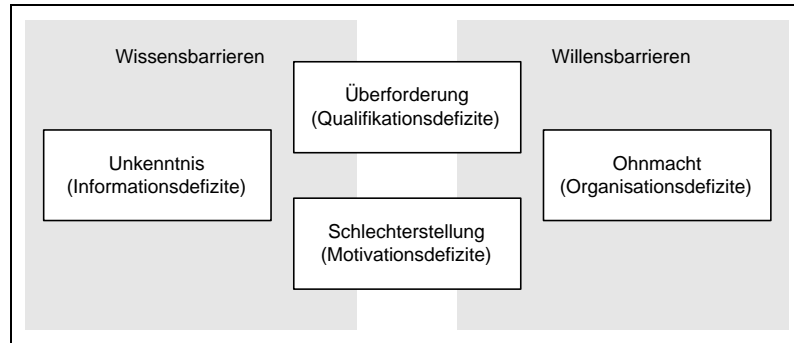 Wissensbarrieren
Willensbarrieren
Überforderung
(Qualifikationsdefizite)
Unkenntnis
(Informationsdefizite)
Ohnmacht
(Organisationsdefizite)
Schlechterstellung
(Motivationsdefizite)